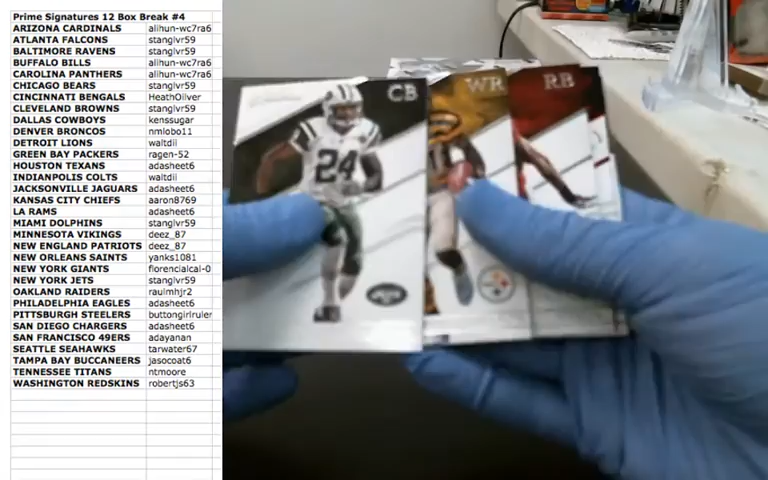 Prime Signatures 12 Box Break #4
ARIZONA CARDINALS alihun-wc7ra6
ATLANTA FALCONS stanglvr59
BALTIMORE RAVENS stanglvr59
BUFFALO BILLS alihun-wc7ra6
CAROLINA PANTHERS alihun-wc7ra6
CHICAGO BEARS stanglvr59
CINCINNATI BENGALS HeathOliver
CLEVELAND BROWNS stanglvr59
DALLAS COWBOYS kenssugar
DENVER BRONCOS nmlobo11
DETROIT LIONS waltdii
GREEN BAY PACKERS ragen-52
HOUSTON TEXANS adasheet6
INDIANPOLIS COLTS waltdii
JACKSONVILLE JAGUARS adasheet6
KANSAS CITY CHIEFS aaron8769
LA RAMS adasheet6
MIAMI DOLPHINS stanglvr59
MINNESOTA VIKINGS deez_87
NEW ENGLAND PATRIOTS deez_87
NEW ORLEANS SAINTS yanks1081
NEW YORK GIANTS florencialcal-0
NEW YORK JETS stanglvr59
OAKLAND RAIDERS raulmhjr2
PHILADELPHIA EAGLES adasheet6
PITTSBURGH STEELERS buttongirlruler
SAN DIEGO CHARGERS adasheet6
SAN FRANCISCO 49ERS adayanan
SEATTLE SEAHAWKS tarwater67
TAMPA BAY BUCCANEERS jasocoat6
TENNESSEE TITANS ntmoore
WASHINGTON REDSKINS robertjs63
CB
WR
RB
24